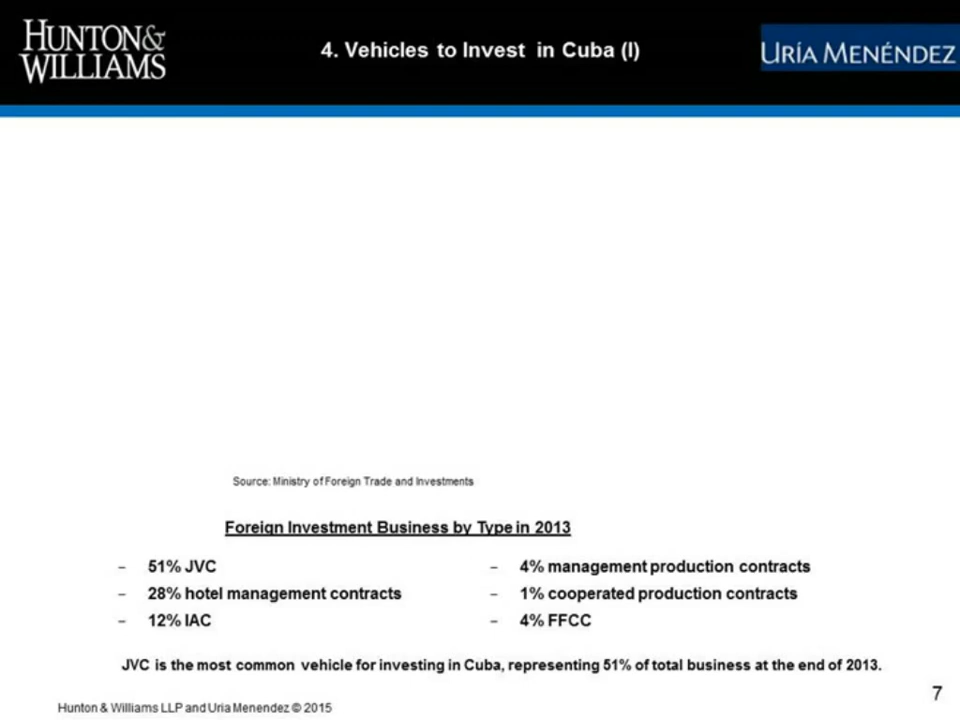 HUNTON&
WILLIAMS
4. Vehicles to Invest in Cuba (I)
URÍA MENÉNDEZ
Source: Ministry of Foreign Trade and Investments
Foreign Investment Business by Type in 2013
– 51% JVC
– 28% hotel management contracts
– 12% IAC
– 4% management production contracts
– 1% cooperated production contracts
– 4% FFCC
JVC is the most common vehicle for investing in Cuba, representing 51% of total business at the end of 2013.
7
Hunton & Williams LLP and Uria Menendez © 2015